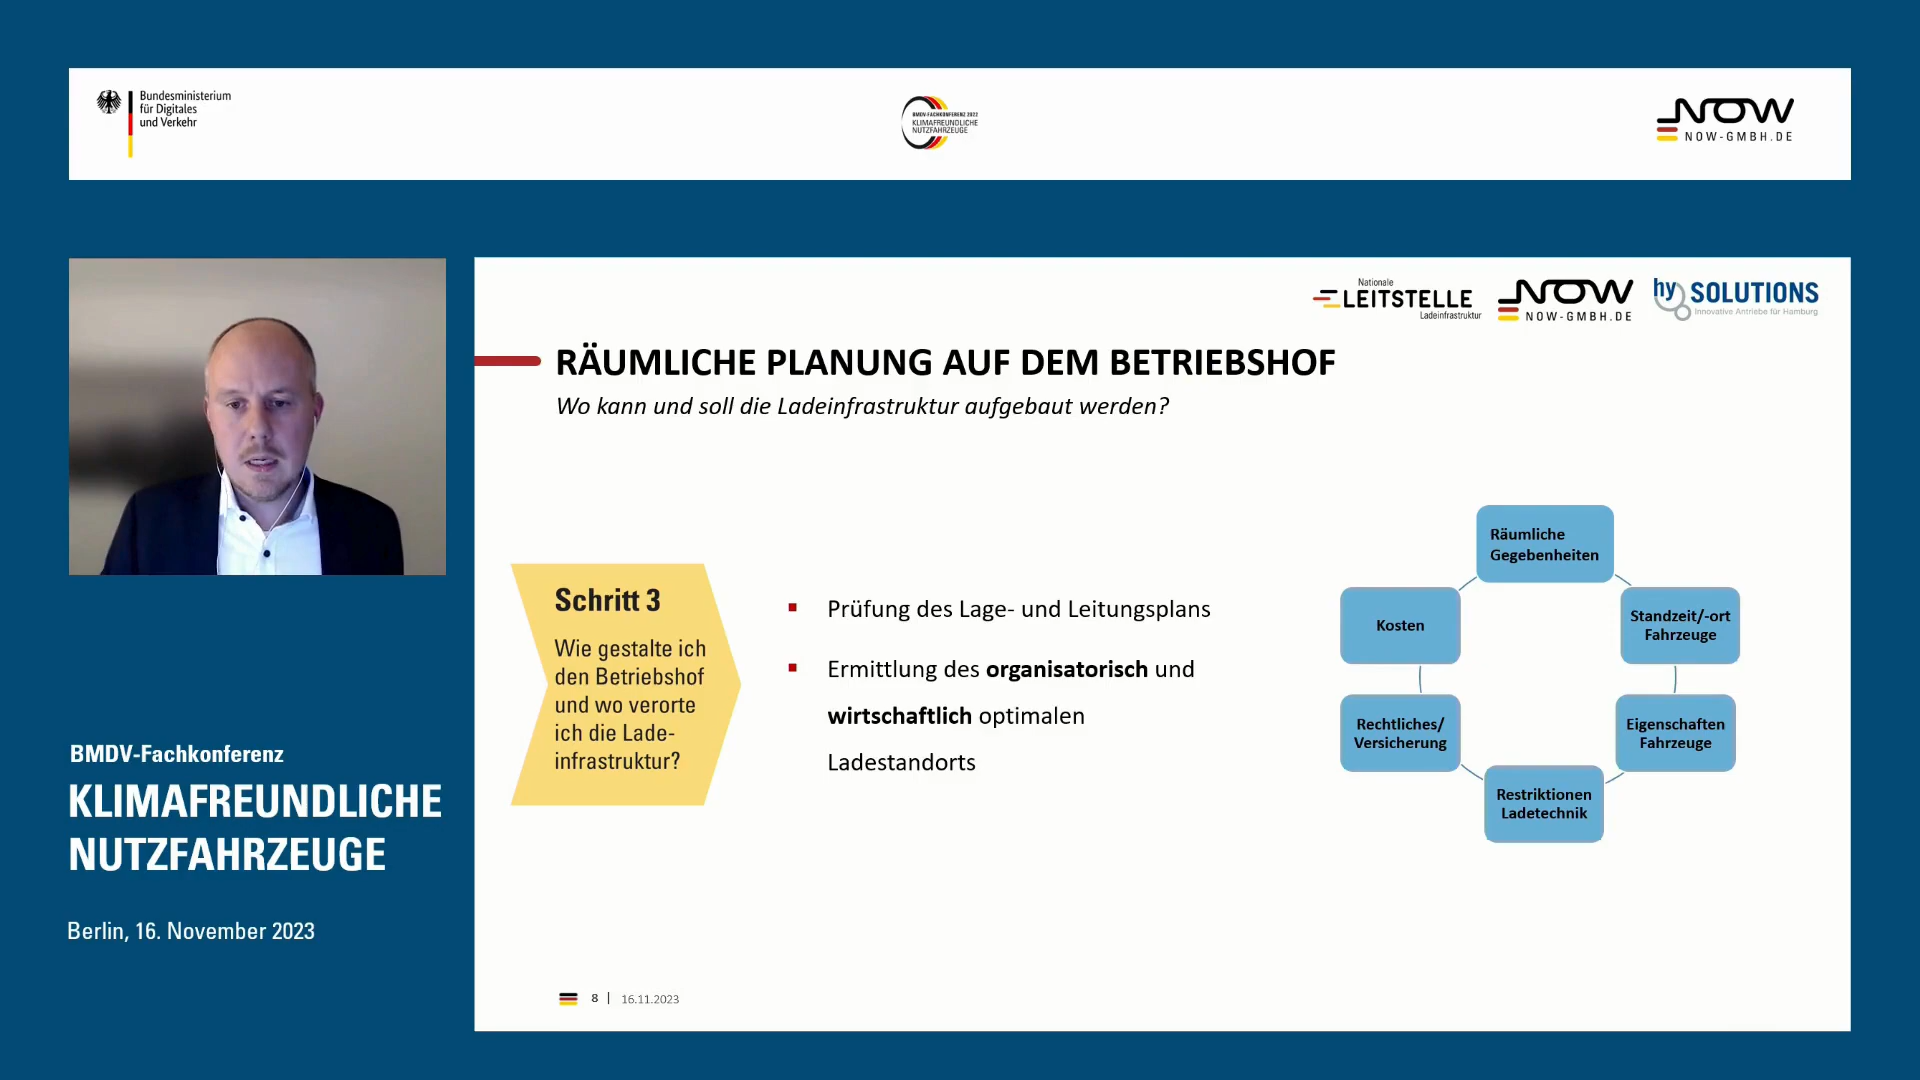 Bundesministerium
für Digitales
und Verkehr
BMDV-FACHKONFERENZ 2022
KLIMAFREUNDLICHE
NUTZFAHRZEUGE
NOW
NOW-GMBH.DE
Nationale
LEITSTELLE
Ladeinfrastruktur
NOW
NOW-GMBH.DE
hy SOLUTIONS
Innovative Antriebe für Hamburg
RÄUMLICHE PLANUNG AUF DEM BETRIEBSHOF
Wo kann und soll die Ladeinfrastruktur aufgebaut werden?
Schritt 3
Wie gestalte ich
den Betriebshof
und wo verorte
ich die Lade-
infrastruktur?
Prüfung des Lage- und Leitungsplans
Ermittlung des organisatorisch und
wirtschaftlich optimalen
Ladestandorts
Räumliche
Gegebenheiten
Standzeit/-ort
Fahrzeuge
Eigenschaften
Fahrzeuge
Restriktionen
Ladetechnik
Rechtliches/
Versicherung
Kosten
8 | 16.11.2023
BMDV-Fachkonferenz
KLIMAFREUNDLICHE
NUTZFAHRZEUGE
Berlin, 16. November 2023